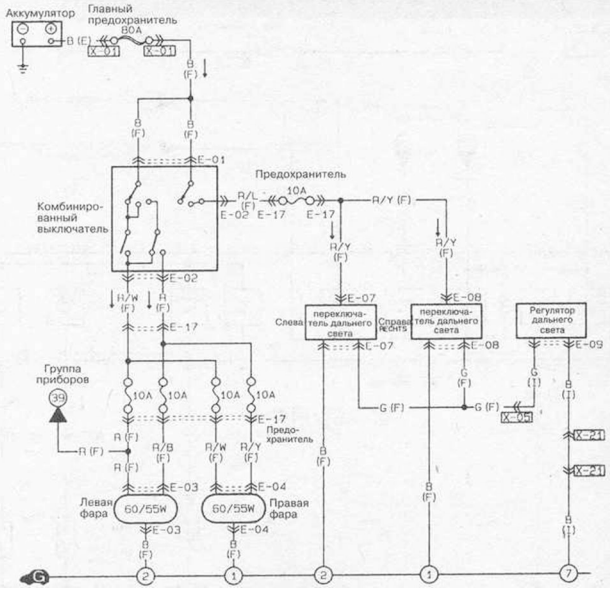 Аккумулятор
Главный
предохранитель
80A
B (E)
X-01
X-01
B
(F)
B
(F)
B
(F)
E-01
Предохранитель
Комбиниро-
ванный
выключатель
R/L
(F)
10A
E-02 E-17 E-17
R/Y (F)
R/Y
(F)
R/Y
(F)
E-02
R/W
(F)
R
(F)
E-17
E-07
E-08
Слева
переключа-
тель дальнего
света
Справа
RECHTS
переключа-
тель дальнего
света
Регулятор
дальнего
света
E-07
E-08
E-09
G
(F)
G
(I)
B
(I)
G (F)
G (F)
X-05
Группа
приборов
39
10A
10A
10A
10A
E-17
Предо-
хранитель
R (F)
R (F)
R (F)
R/B
(F)
R/W
(F)
R/Y
(F)
B
(F)
B
(F)
X-21
X-21
B
(I)
E-03
E-04
Левая
фара
60/55W
60/55W
Правая
фара
E-03
E-04
B
(F)
B
(F)
G
2
1
2
1
7